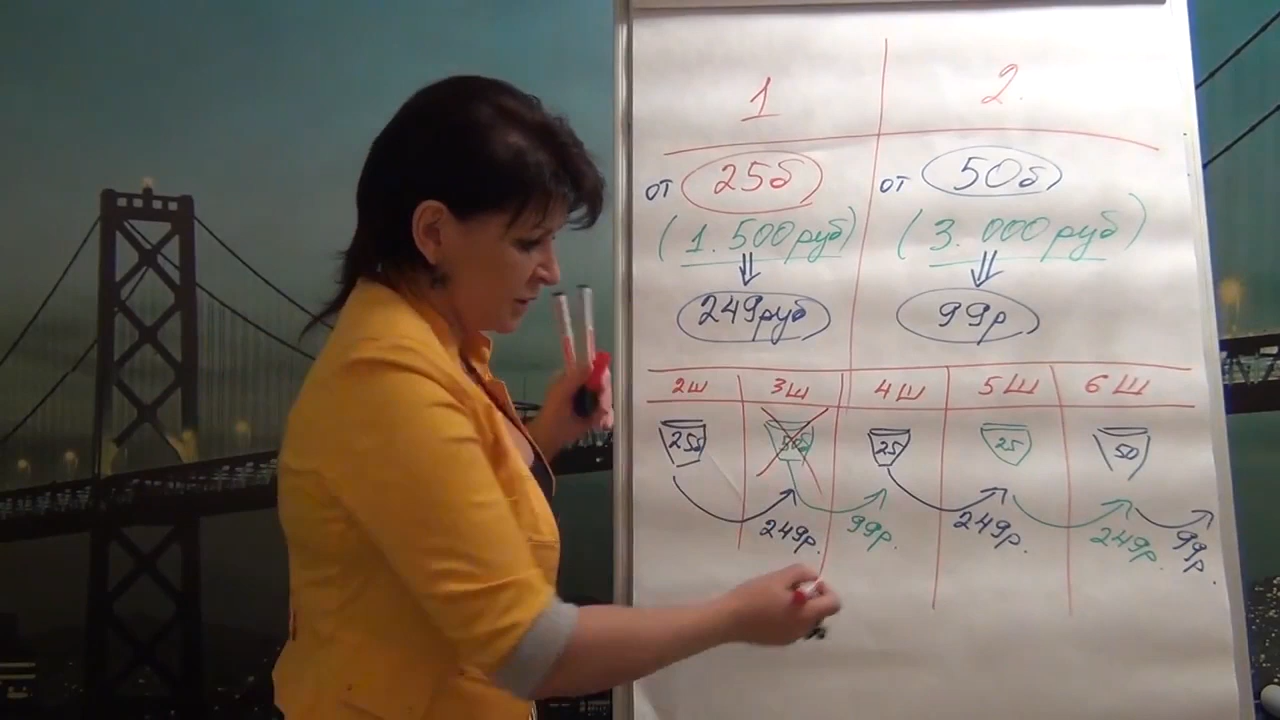 1 2.
от 25б от 50б
(1.500руб) (3.000руб)
249руб 99р
2ш 3ш 4ш 5ш 6ш
25б 50б 25 25 50
249р. 99р. 249р. 249р. 99р.